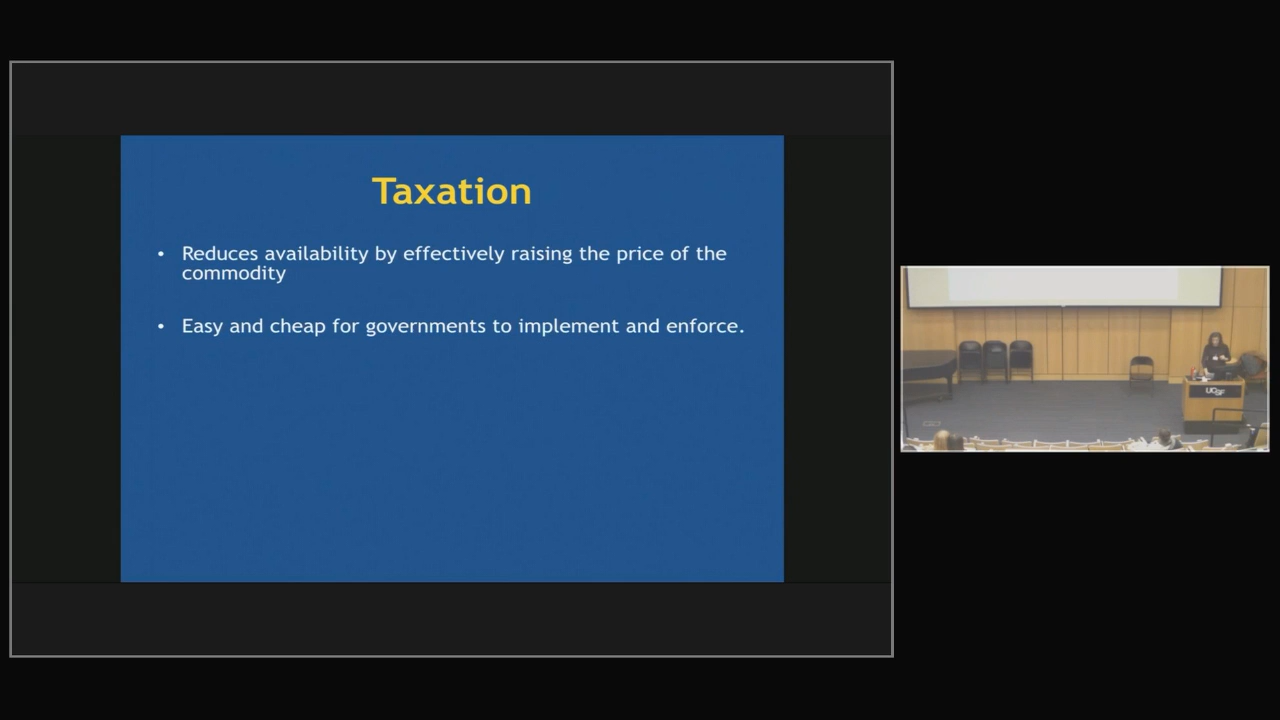 Taxation
• Reduces availability by effectively raising the price of the
commodity
• Easy and cheap for governments to implement and enforce.
UCSF